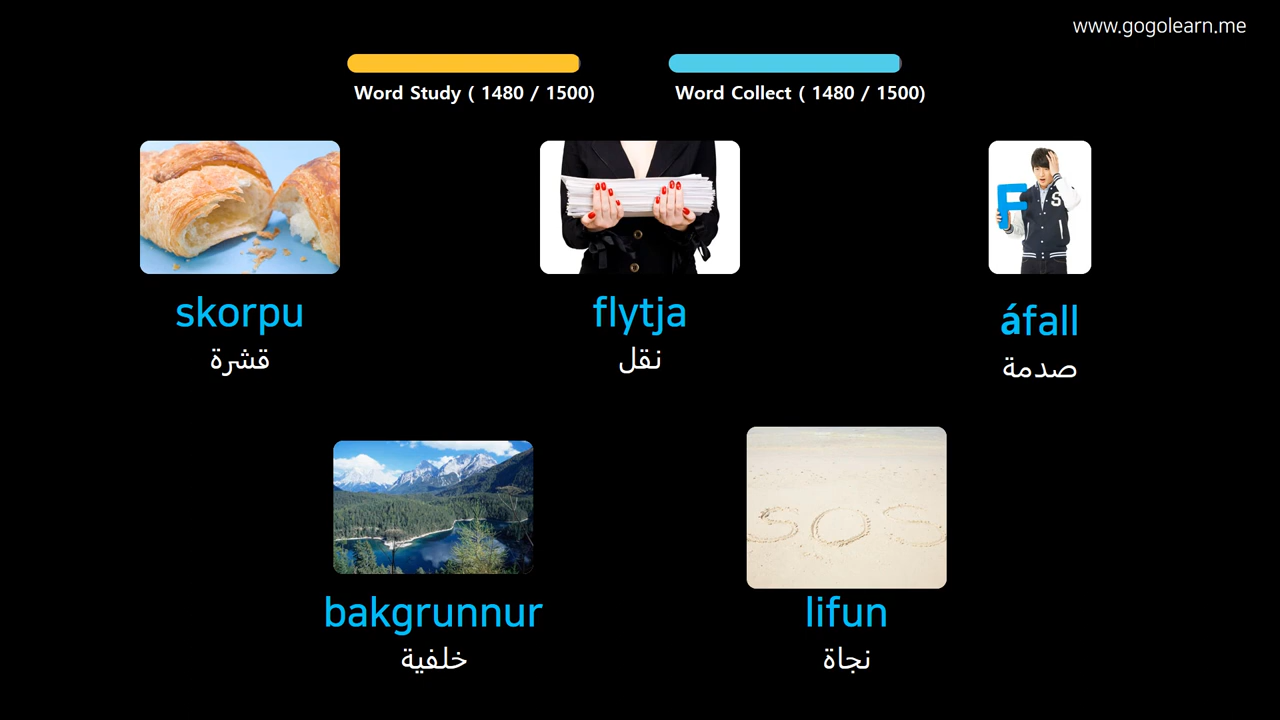 www.gogolearn.me
Word Study ( 1480 / 1500)
Word Collect ( 1480 / 1500)
skorpu
قشرة
flytja
نقل
F
S
áfall
صدمة
bakgrunnur
خلفية
SOS
lifun
نجاة